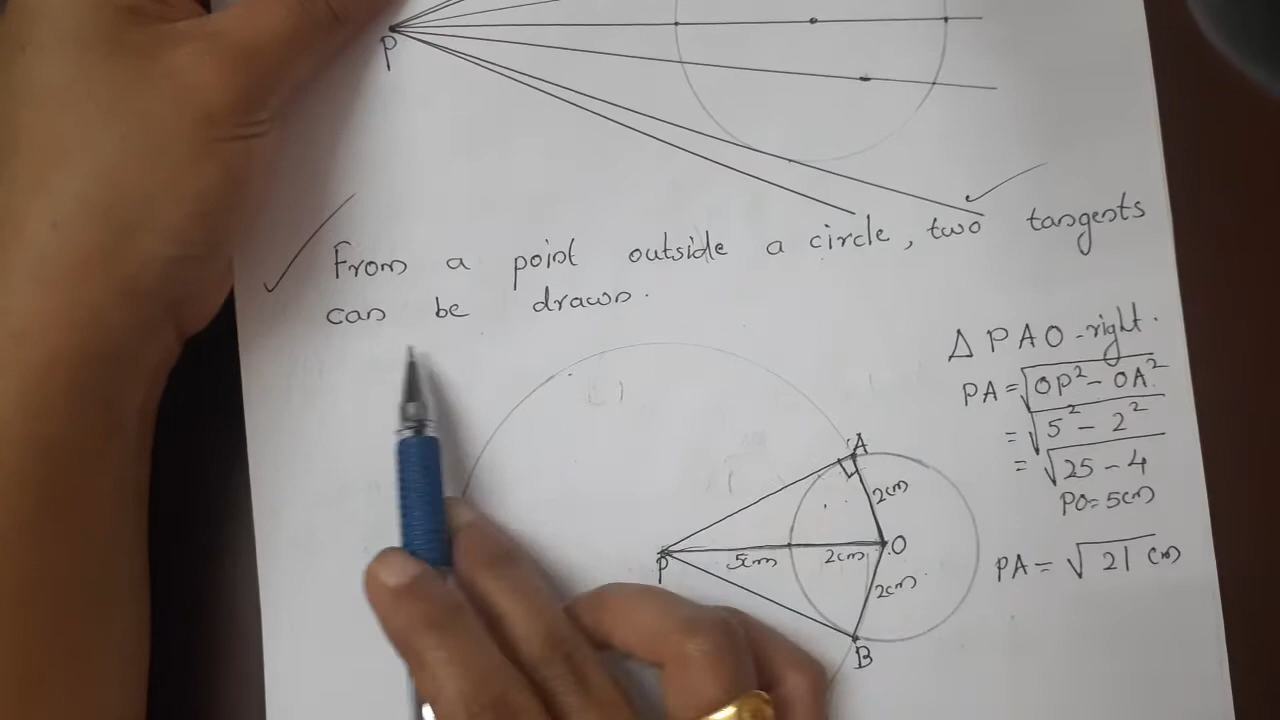 P
From a point outside a circle, two tangents
can be drawn.
Δ PAO - right.
PA = √OP² - OA²
= √5² - 2²
= √25 - 4
PO = 5cm
PA = √21 cm
A
2cm
O
P
5cm
2cm
2cm
B